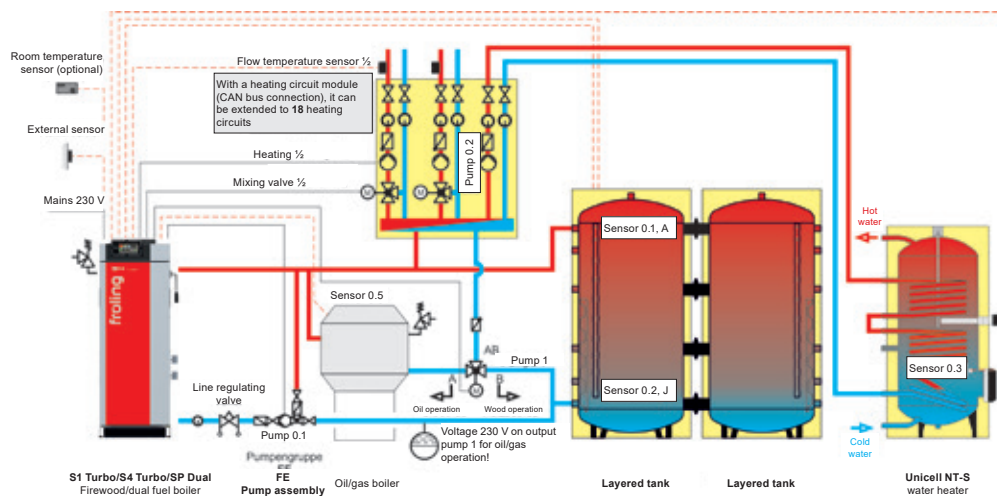 Room temperature
sensor (optional)
Flow temperature sensor ½
With a heating circuit module
(CAN bus connection), it can
be extended to 18 heating
circuits
External sensor
Heating ½
Pump 0.2
Mixing valve ½
M
M
Mains 230 V
froling
Sensor 0.1, A
Hot
water
Sensor 0.5
AB
Pump 1
A
M
B
Sensor 0.3
Line regulating
valve
Oil operation
Wood operation
Sensor 0.2, J
Pump 0.1
Voltage 230 V on output
pump 1 for oil/gas
operation!
Cold
water
Pumpengruppe
FE
S1 Turbo/S4 Turbo/SP Dual
Firewood/dual fuel boiler
FE
Pump assembly
Oil/gas boiler
Layered tank
Layered tank
Unicell NT-S
water heater